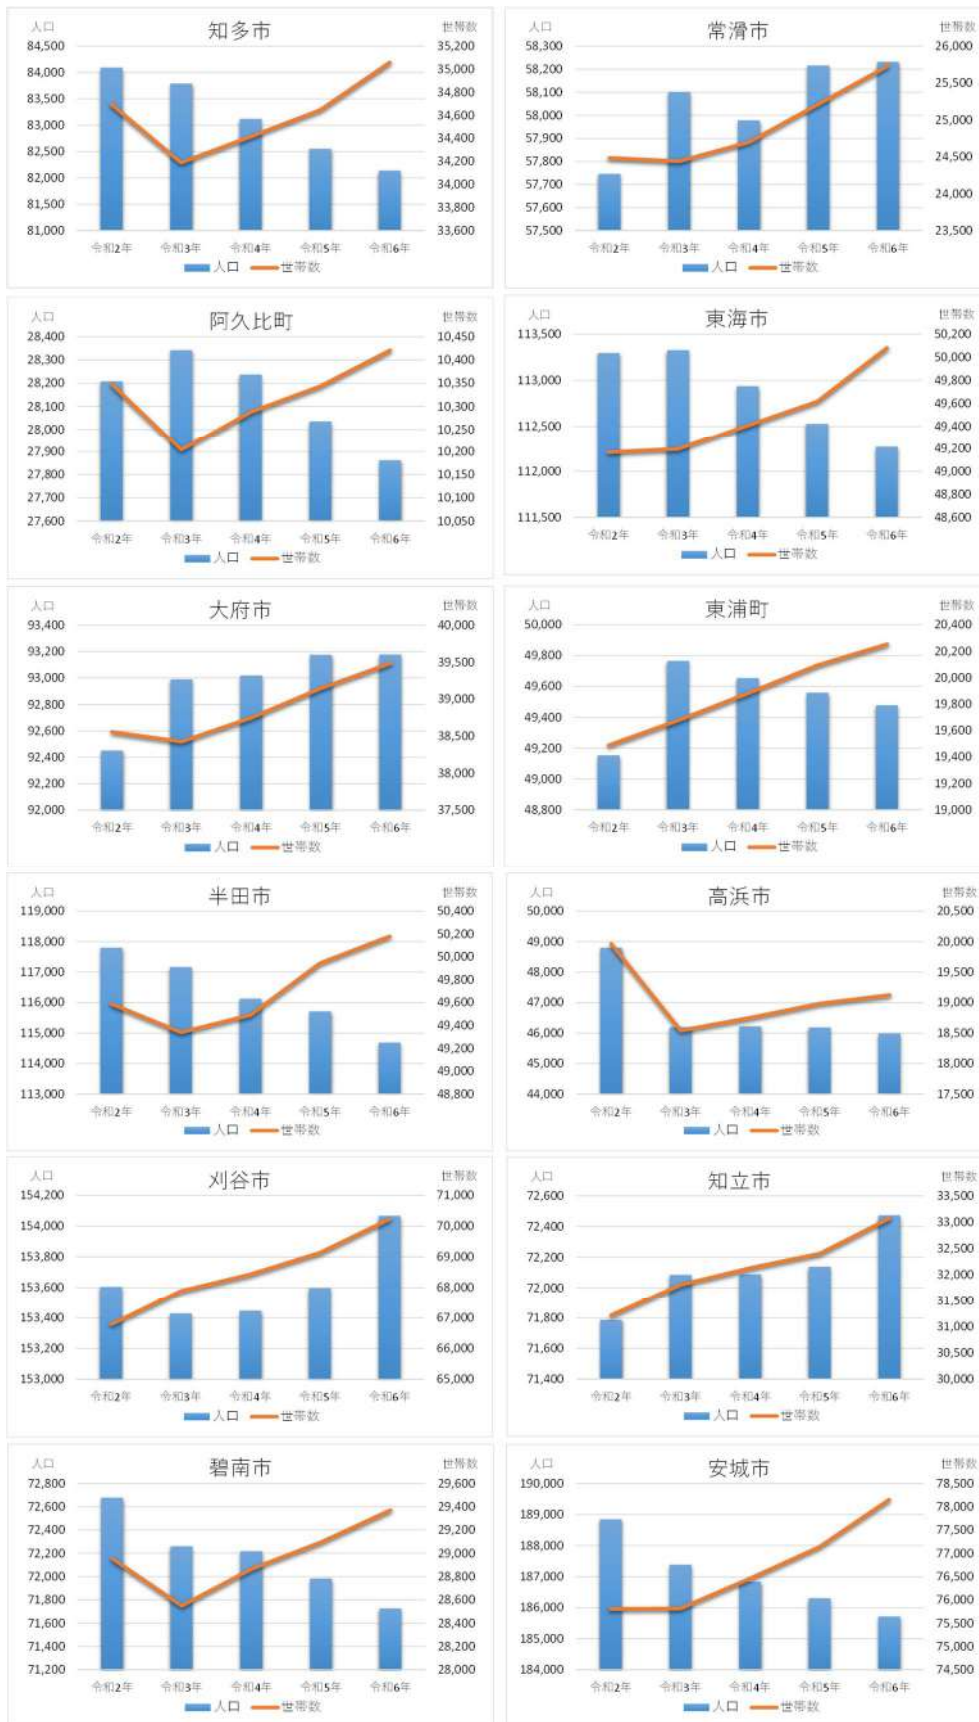 人口 知多市 世帯数
84,500 35,200
84,000 35,000
83,500 34,800
83,000 34,600
82,500 34,400
82,000 34,200
81,500 34,000
81,000 33,800
33,600
令和2年 令和3年 令和4年 令和5年 令和6年
人口 世帯数
人口 常滑市 世帯数
58,300 26,000
58,200 25,500
58,100 25,000
58,000 24,500
57,900 24,000
57,800 23,500
57,700
57,600
57,500
令和2年 令和3年 令和4年 令和5年 令和6年
人口 世帯数
人口 阿久比町 世帯数
28,400 10,450
28,300 10,400
28,200 10,350
28,100 10,300
28,000 10,250
27,900 10,200
27,800 10,150
27,700 10,100
27,600 10,050
令和2年 令和3年 令和4年 令和5年 令和6年
人口 世帯数
人口 東海市 世帯数
113,500 50,200
113,000 50,000
112,500 49,800
112,000 49,600
111,500 49,400
49,200
49,000
48,800
48,600
令和2年 令和3年 令和4年 令和5年 令和6年
人口 世帯数
人口 大府市 世帯数
93,400 40,000
93,200 39,500
93,000 39,000
92,800 38,500
92,600 38,000
92,400 37,500
92,200
92,000
令和2年 令和3年 令和4年 令和5年 令和6年
人口 世帯数
人口 東浦町 世帯数
50,000 20,400
49,800 20,200
49,600 20,000
49,400 19,800
49,200 19,600
49,000 19,400
48,800 19,200
19,000
令和2年 令和3年 令和4年 令和5年 令和6年
人口 世帯数
人口 半田市 世帯数
119,000 50,400
118,000 50,200
117,000 50,000
116,000 49,800
115,000 49,600
114,000 49,400
113,000 49,200
49,000
48,800
令和2年 令和3年 令和4年 令和5年 令和6年
人口 世帯数
人口 高浜市 世帯数
50,000 20,500
49,000 20,000
48,000 19,500
47,000 19,000
46,000 18,500
45,000 18,000
44,000 17,500
令和2年 令和3年 令和4年 令和5年 令和6年
人口 世帯数
人口 刈谷市 世帯数
154,200 71,000
154,000 70,000
153,800 69,000
153,600 68,000
153,400 67,000
153,200 66,000
153,000 65,000
令和2年 令和3年 令和4年 令和5年 令和6年
人口 世帯数
人口 知立市 世帯数
72,600 33,500
72,400 33,000
72,200 32,500
72,000 32,000
71,800 31,500
71,600 31,000
71,400 30,500
30,000
令和2年 令和3年 令和4年 令和5年 令和6年
人口 世帯数
人口 碧南市 世帯数
72,800 29,600
72,600 29,400
72,400 29,200
72,200 29,000
72,000 28,800
71,800 28,600
71,600 28,400
71,400 28,200
71,200 28,000
令和2年 令和3年 令和4年 令和5年 令和6年
人口 世帯数
人口 安城市 世帯数
190,000 78,500
189,000 78,000
188,000 77,500
187,000 77,000
186,000 76,500
185,000 76,000
184,000 75,500
75,000
74,500
令和2年 令和3年 令和4年 令和5年 令和6年
人口 世帯数